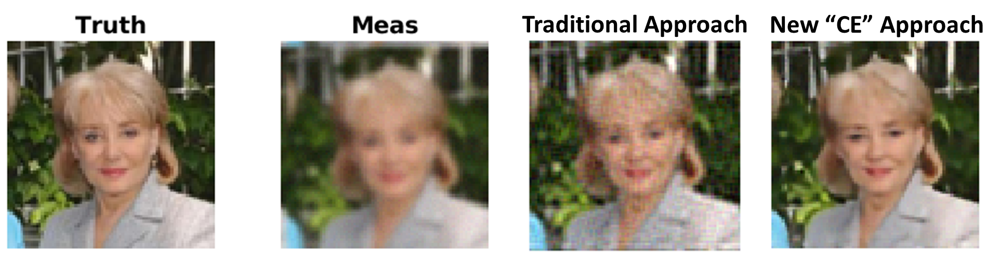 Truth
Meas
Traditional Approach
New “CE” Approach